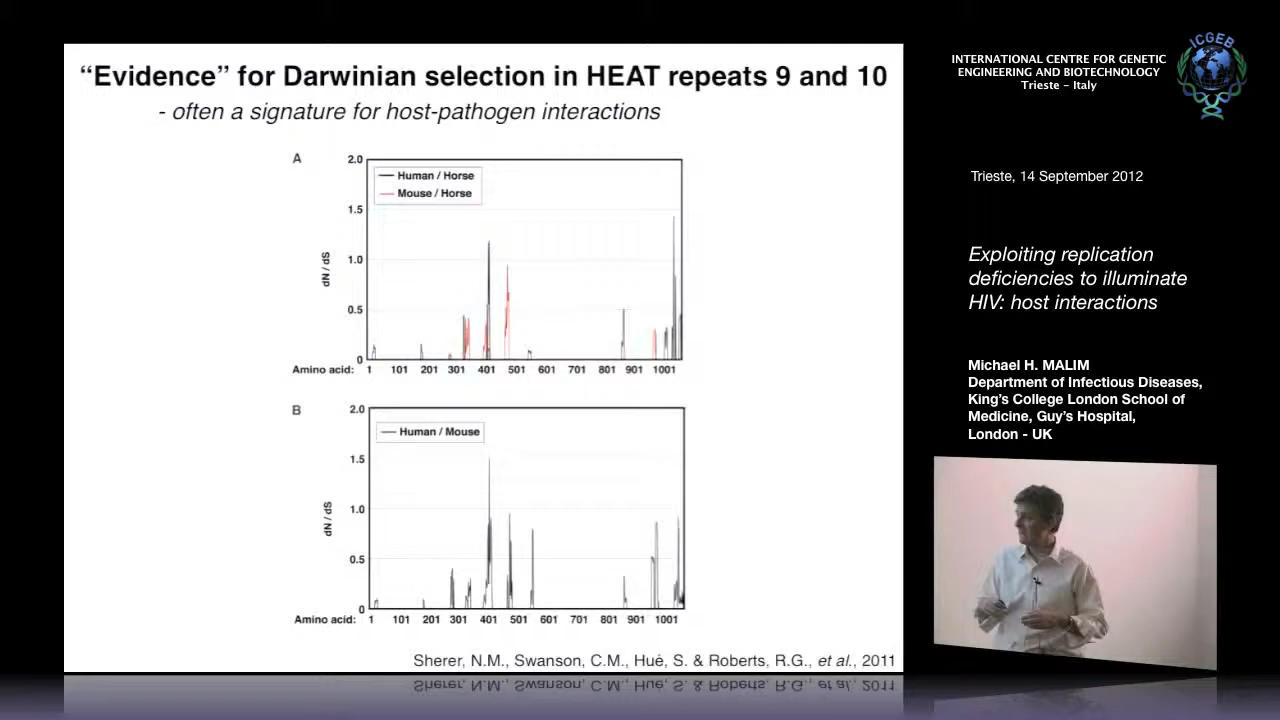 “Evidence” for Darwinian selection in HEAT repeats 9 and 10
- often a signature for host-pathogen interactions
A
2.0
Human / Horse
Mouse / Horse
1.5
1.0
dN / dS
0.5
0
Amino acid: 1 101 201 301 401 501 601 701 801 901 1001
B
2.0
Human / Mouse
1.5
1.0
dN / dS
0.5
0
Amino acid: 1 101 201 301 401 501 601 701 801 901 1001
Sherer, N.M., Swanson, C.M., Hué, S. & Roberts, R.G., et al., 2011
INTERNATIONAL CENTRE FOR GENETIC
ENGINEERING AND BIOTECHNOLOGY
Trieste - Italy
ICGEB
Trieste, 14 September 2012
Exploiting replication
deficiencies to illuminate
HIV: host interactions
Michael H. MALIM
Department of Infectious Diseases,
King's College London School of
Medicine, Guy's Hospital,
London - UK